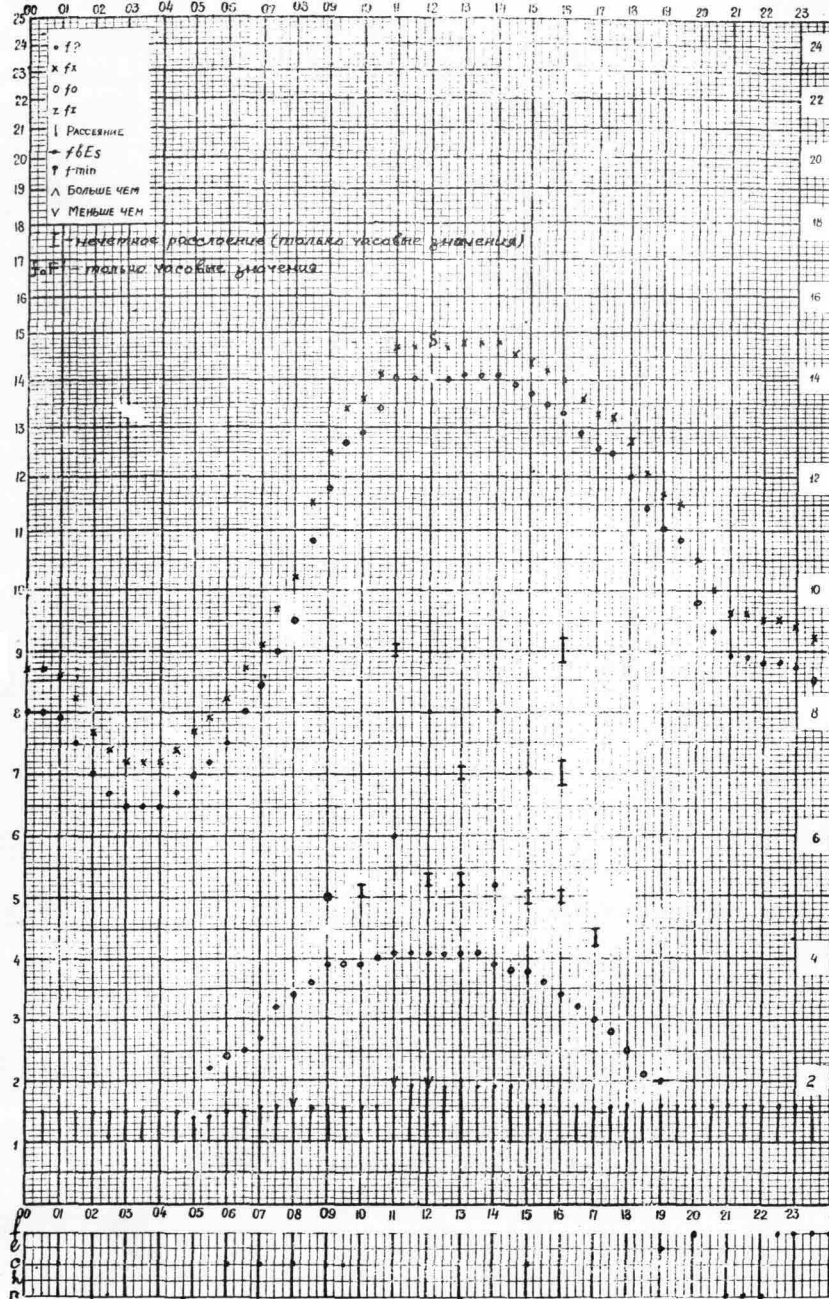 00 01 02 03 04 05 06 07 08 09 10 11 12 13 14 15 15 17 18 19 20 21 22 23
25
24 24
23
22 22
21
20 20
19
18 18
17
16 16
15
14 14
13
12 12
11
10 10
9
8 8
7
6 6
5
4 4
3
2 2
1
f?
x fx
o fo
z fz
РАССЕЯНИЕ
fbEs
f-min
∧ БОЛЬШЕ ЧЕМ
∨ МЕНЬШЕ ЧЕМ
I - нечетное расслоение (только часовые значения)
foF1 - только часовые значения
S
00 01 02 03 04 05 06 07 08 09 10 11 12 13 14 15 16 17 18 19 20 21 22 23
f
e
c
h